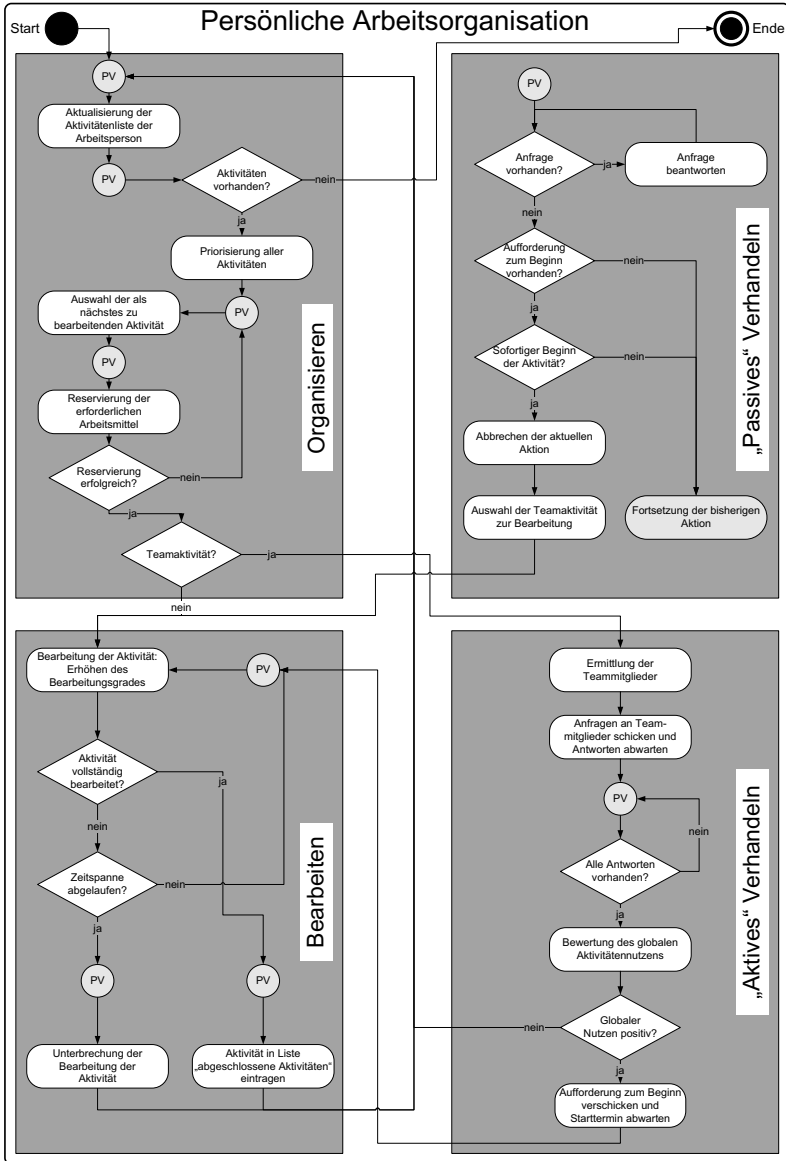 Persönliche Arbeitsorganisation
Start
Ende
PV
Aktualisierung der
Aktivitätenliste der
Arbeitsperson
PV
Aktivitäten
vorhanden?
nein
ja
Priorisierung aller
Aktivitäten
PV
Auswahl der als
nächstes zu
bearbeitenden Aktivität
PV
Reservierung der
erforderlichen
Arbeitsmittel
Reservierung
erfolgreich?
nein
ja
Teamaktivität?
ja
nein
Organisieren
PV
Anfrage
vorhanden?
ja
Anfrage
beantworten
nein
Aufforderung
zum Beginn
vorhanden?
nein
ja
Sofortiger Beginn
der Aktivität?
nein
ja
Abbrechen der aktuellen
Aktion
Auswahl der Teamaktivität
zur Bearbeitung
Fortsetzung der bisherigen
Aktion
„Passives“ Verhandeln
Bearbeitung der Aktivität:
Erhöhen des
Bearbeitungsgrades
PV
Aktivität
vollständig
bearbeitet?
ja
nein
Zeitspanne
abgelaufen?
nein
ja
PV
PV
Unterbrechung der
Bearbeitung der
Aktivität
Aktivität in Liste
„abgeschlossene Aktivitäten“
eintragen
Bearbeiten
Ermittlung der
Teammitglieder
Anfragen an Team-
mitglieder schicken und
Antworten abwarten
PV
nein
Alle Antworten
vorhanden?
ja
Bewertung des globalen
Aktivitätennutzens
Globaler
Nutzen positiv?
nein
ja
Aufforderung zum Beginn
verschicken und
Starttermin abwarten
„Aktives“ Verhandeln